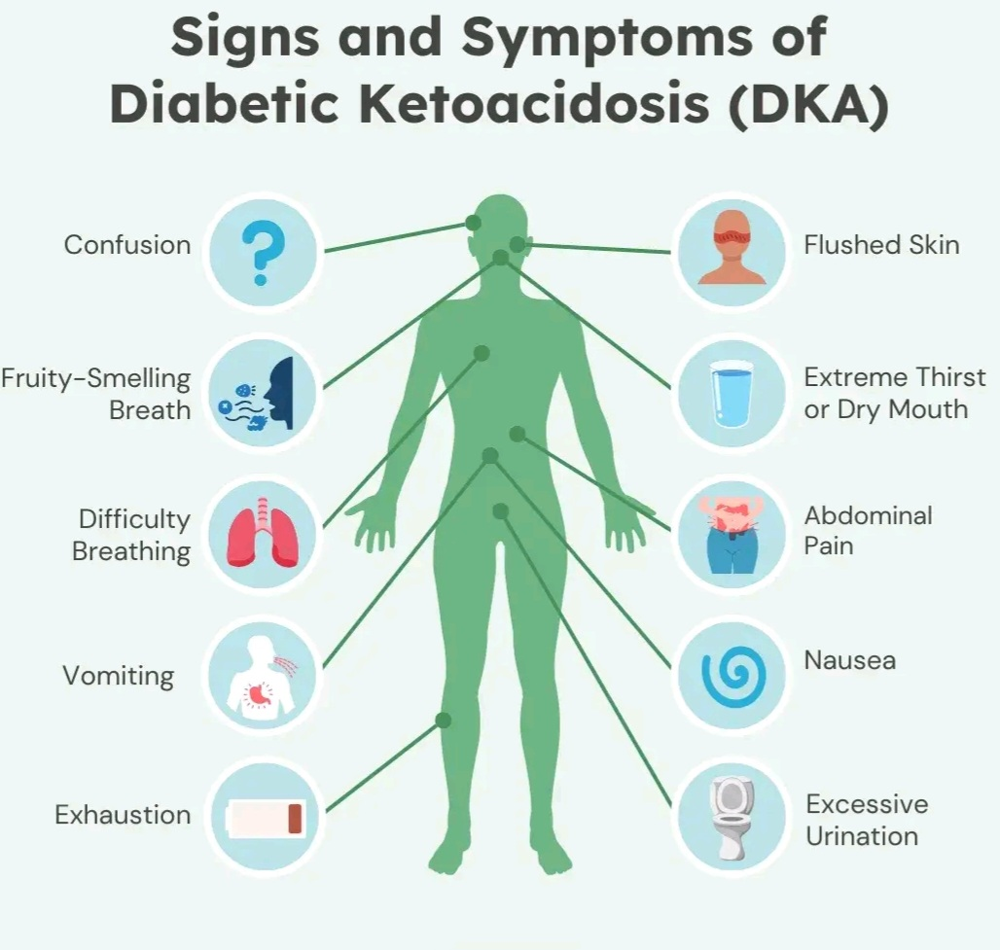 Signs and Symptoms of
Diabetic Ketoacidosis (DKA)
Confusion
Flushed Skin
Fruity-Smelling
Breath
Extreme Thirst
or Dry Mouth
Difficulty
Breathing
Abdominal
Pain
Vomiting
Nausea
Exhaustion
Excessive
Urination